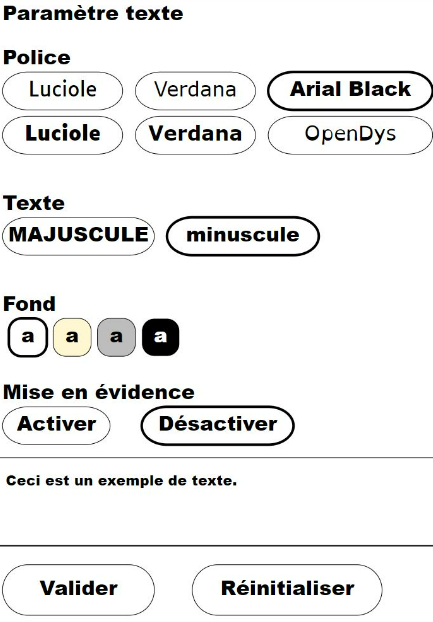 Paramètre texte
Police
Luciole Verdana Arial Black
Luciole Verdana OpenDys
Texte
MAJUSCULE minuscule
Fond
a a a a
Mise en évidence
Activer Désactiver
Ceci est un exemple de texte.
Valider Réinitialiser